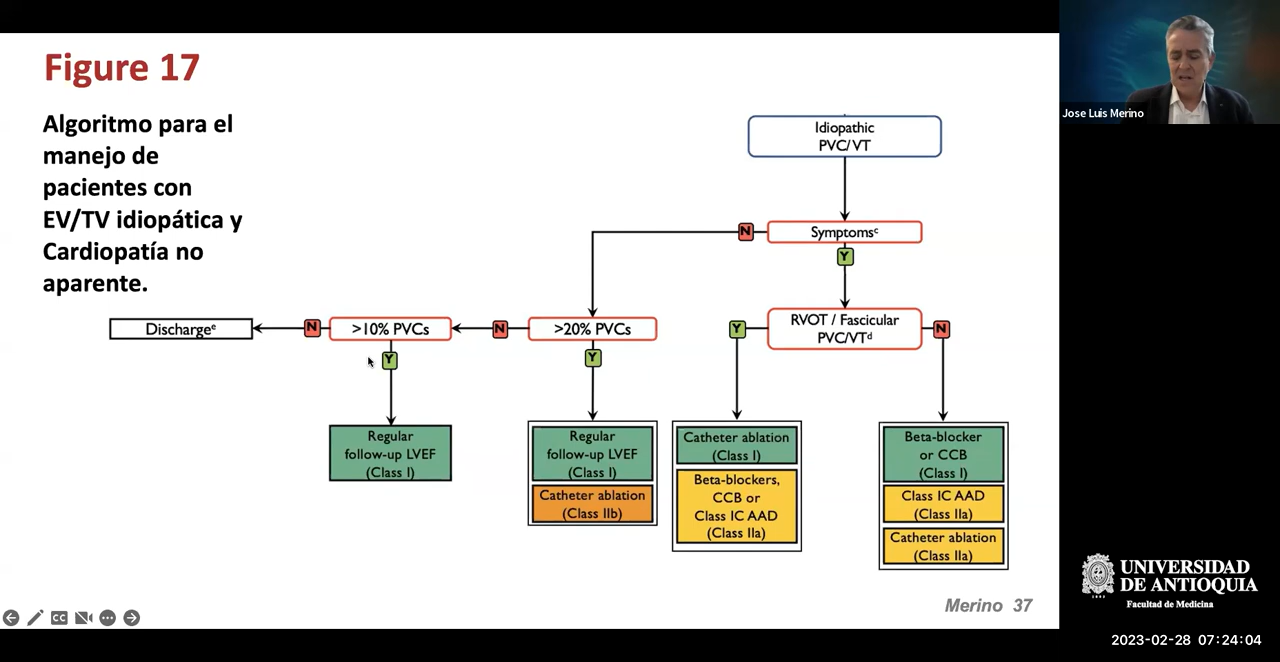 Figure 17
Algoritmo para el
manejo de
pacientes con
EV/TV idiopática y
Cardiopatía no
aparente.
Idiopathic
PVC/VT
N
Symptomsᶜ
Y
Dischargeᵉ
N
>10% PVCs
N
>20% PVCs
Y
RVOT / Fascicular
PVC/VTᵈ
N
Y
Y
Regular
follow-up LVEF
(Class I)
Regular
follow-up LVEF
(Class I)
Catheter ablation
(Class IIb)
Catheter ablation
(Class I)
Beta-blockers,
CCB or
Class IC AAD
(Class IIa)
Beta-blocker
or CCB
(Class I)
Class IC AAD
(Class IIa)
Catheter ablation
(Class IIa)
Merino 37
CC
Jose Luis Merino
UNIVERSIDAD
DE ANTIOQUIA
1803
Facultad de Medicina
2023-02-28 07:24:04